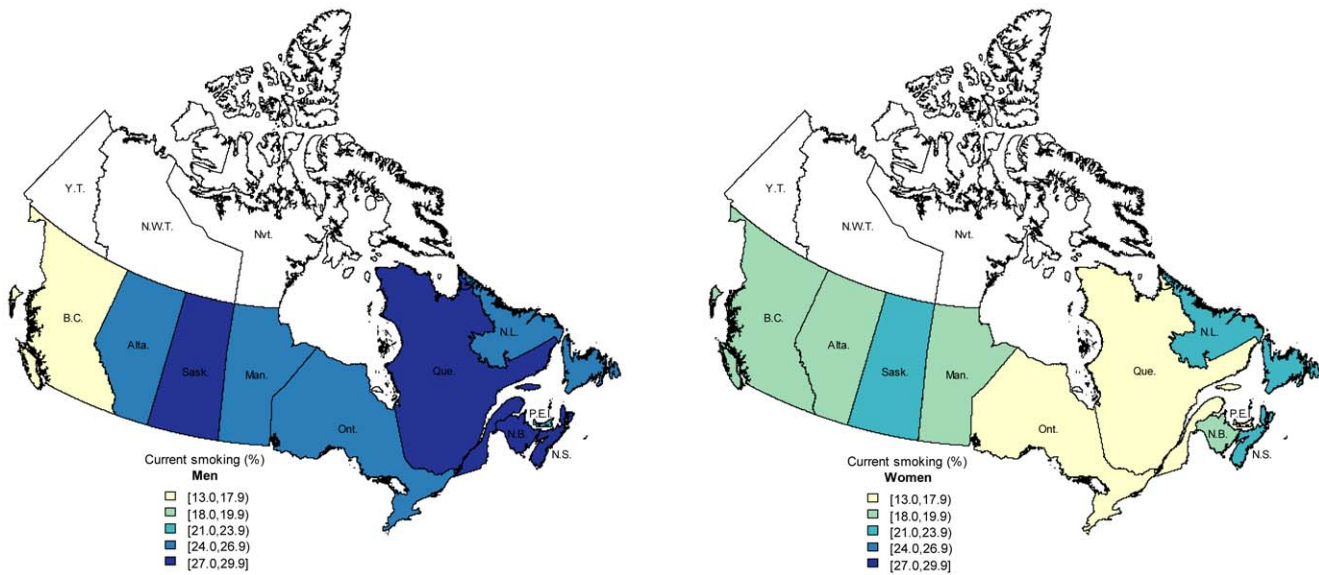 Y.T.
N.W.T.
Nvt.
B.C.
Alta.
Sask.
Man.
Ont.
Que.
N.L.
P.E.I.
N.B.
N.S.
Current smoking (%)
Men
[13.0,17.9)
[18.0,19.9)
[21.0,23.9)
[24.0,26.9)
[27.0,29.9]
Y.T.
N.W.T.
Nvt.
B.C.
Alta.
Sask.
Man.
Ont.
Que.
N.L.
P.E.I.
N.B.
N.S.
Current smoking (%)
Women
[13.0,17.9)
[18.0,19.9)
[21.0,23.9)
[24.0,26.9)
[27.0,29.9]